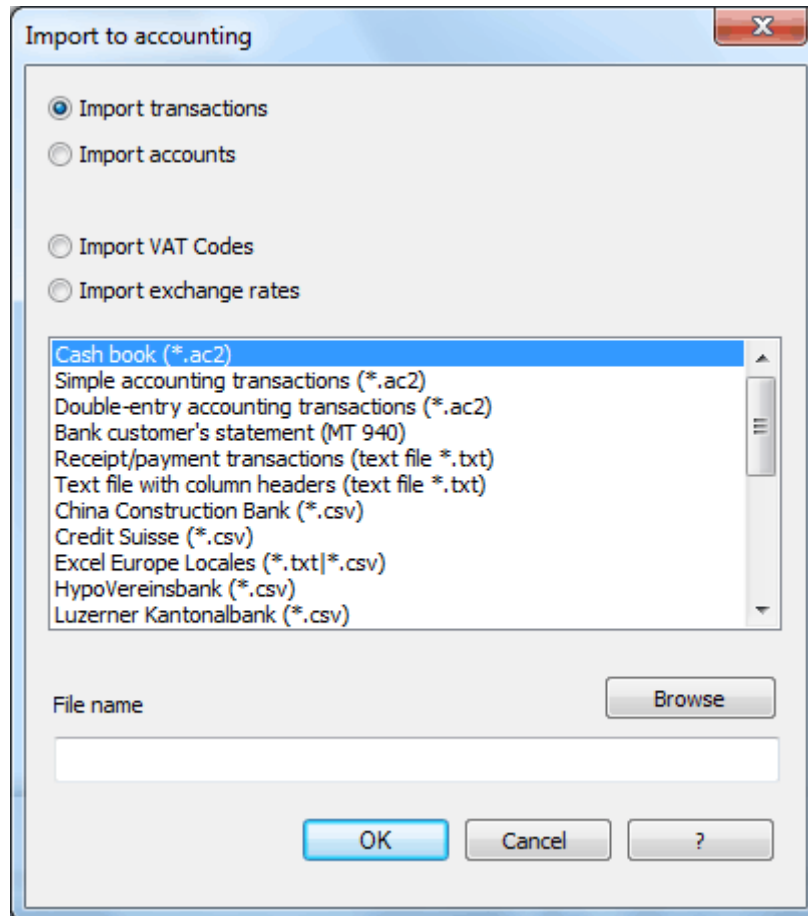 Import to accounting
Import transactions
Import accounts
Import VAT Codes
Import exchange rates
Cash book (*.ac2)
Simple accounting transactions (*.ac2)
Double-entry accounting transactions (*.ac2)
Bank customer's statement (MT 940)
Receipt/payment transactions (text file *.txt)
Text file with column headers (text file *.txt)
China Construction Bank (*.csv)
Credit Suisse (*.csv)
Excel Europe Locales (*.txt|*.csv)
HypoVereinsbank (*.csv)
Luzerner Kantonalbank (*.csv)
File name
Browse
OK Cancel ?